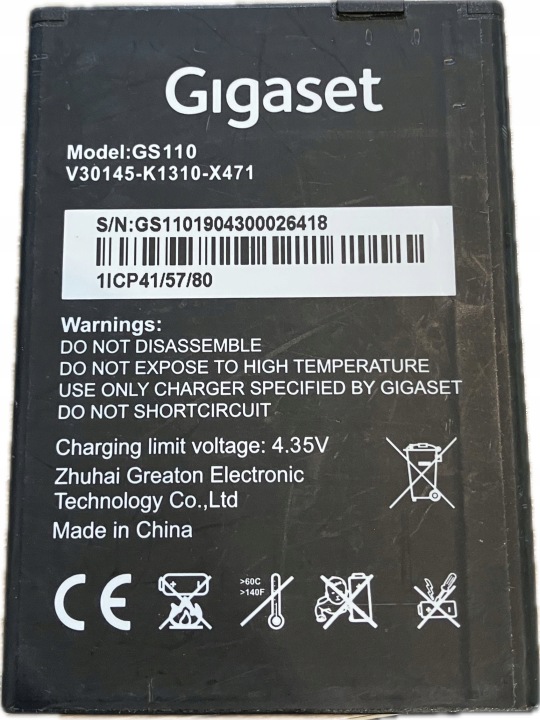 Gigaset
Model:GS110
V30145-K1310-X471
S/N:GS1101904300026418
1ICP41/57/80
Warnings:
DO NOT DISASSEMBLE
DO NOT EXPOSE TO HIGH TEMPERATURE
USE ONLY CHARGER SPECIFIED BY GIGASET
DO NOT SHORTCIRCUIT
Charging limit voltage: 4.35V
Zhuhai Greaton Electronic
Technology Co.,Ltd
Made in China
CE
>60C
>140F